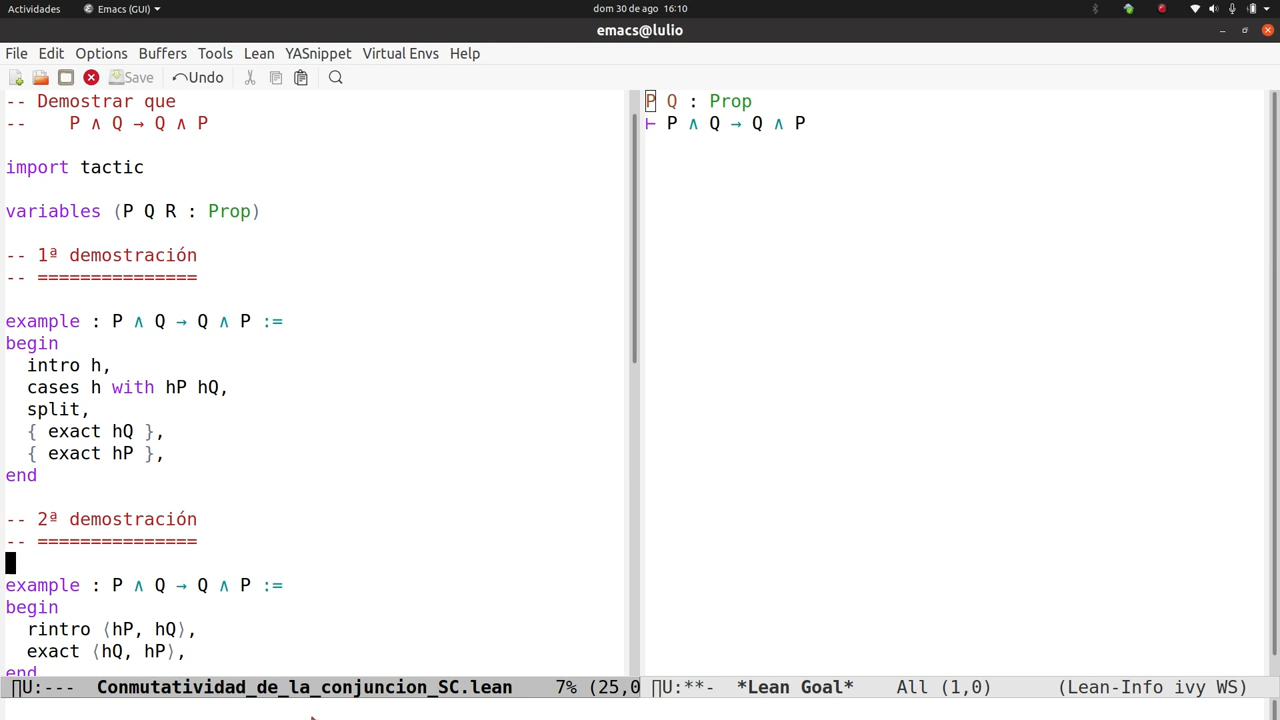 Actividades
Emacs (GUI)
dom 30 de ago 16:10
emacs@lulio
File Edit Options Buffers Tools Lean YASnippet Virtual Envs Help
Save Undo
-- Demostrar que
--    P ∧ Q → Q ∧ P
import tactic
variables (P Q R : Prop)
-- 1ª demostración
-- ===============
example : P ∧ Q → Q ∧ P :=
begin
  intro h,
  cases h with hP hQ,
  split,
  { exact hQ },
  { exact hP },
end
-- 2ª demostración
-- ===============
example : P ∧ Q → Q ∧ P :=
begin
  rintro ⟨hP, hQ⟩,
  exact ⟨hQ, hP⟩,
end
∏U:---  Conmutatividad_de_la_conjuncion_SC.lean    7% (25,0
P Q : Prop
⊢ P ∧ Q → Q ∧ P
∏U:**-  *Lean Goal*    All (1,0)      (Lean-Info ivy WS)